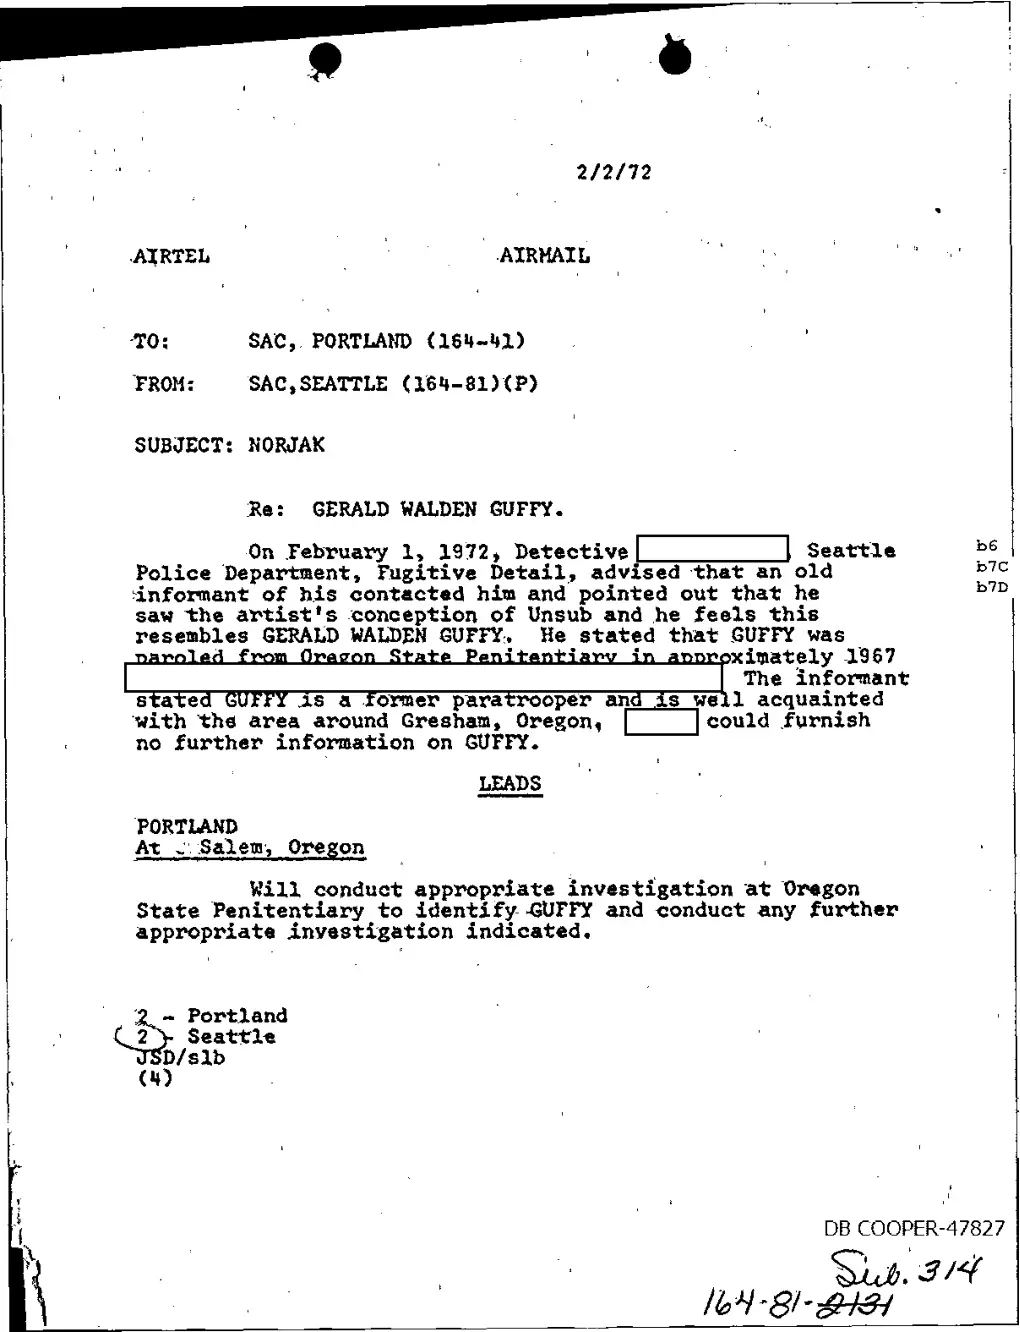 2/2/72
AIRTEL AIRMAIL
TO: SAC, PORTLAND (164-41)
FROM: SAC,SEATTLE (164-81)(P)
SUBJECT: NORJAK
Re: GERALD WALDEN GUFFY.
On February 1, 1972, Detective , Seattle
Police Department, Fugitive Detail, advised that an old
informant of his contacted him and pointed out that he
saw the artist's conception of Unsub and he feels this
resembles GERALD WALDEN GUFFY. He stated that GUFFY was
paroled from Oregon State Penitentiary in approximately 1967
The informant
stated GUFFY is a former paratrooper and is well acquainted
with the area around Gresham, Oregon, could furnish
no further information on GUFFY.
b6
b7C
b7D
LEADS
PORTLAND
At Salem, Oregon
Will conduct appropriate investigation at Oregon
State Penitentiary to identify GUFFY and conduct any further
appropriate investigation indicated.
2 - Portland
2 - Seattle
JSD/slb
(4)
DB COOPER-47827
Sub. 314
164-81-2131